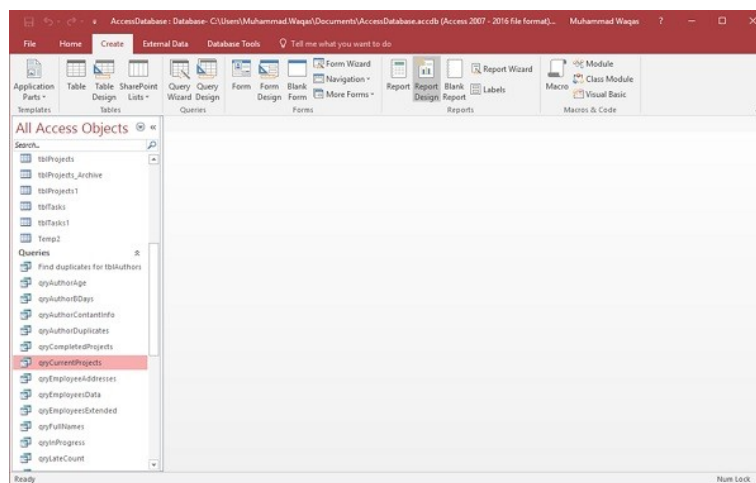 AccessDatabase : Database- C:\Users\Muhammad.Waqas\Documents\AccessDatabase.accdb (Access 2007 - 2016 file format)... Muhammad Waqas ?
File Home Create External Data Database Tools Tell me what you want to do
Application Parts Table Table Design SharePoint Lists Query Wizard Query Design Form Form Design Blank Form Form Wizard Navigation More Forms Report Report Design Blank Report Report Wizard Labels Macro Module Class Module Visual Basic
Templates Tables Queries Forms Reports Macros & Code
All Access Objects
Search...
tblProjects
tblProjects_Archive
tblProjects1
tblTasks
tblTasks1
Temp2
Queries
Find duplicates for tblAuthors
qryAuthorAge
qryAuthorBDays
qryAuthorContantInfo
qryAuthorDuplicates
qryCompletedProjects
qryCurrentProjects
qryEmployeeAddresses
qryEmployeesData
qryEmployeesExtended
qryFullNames
qryInProgress
qryLateCount
Ready Num Lock